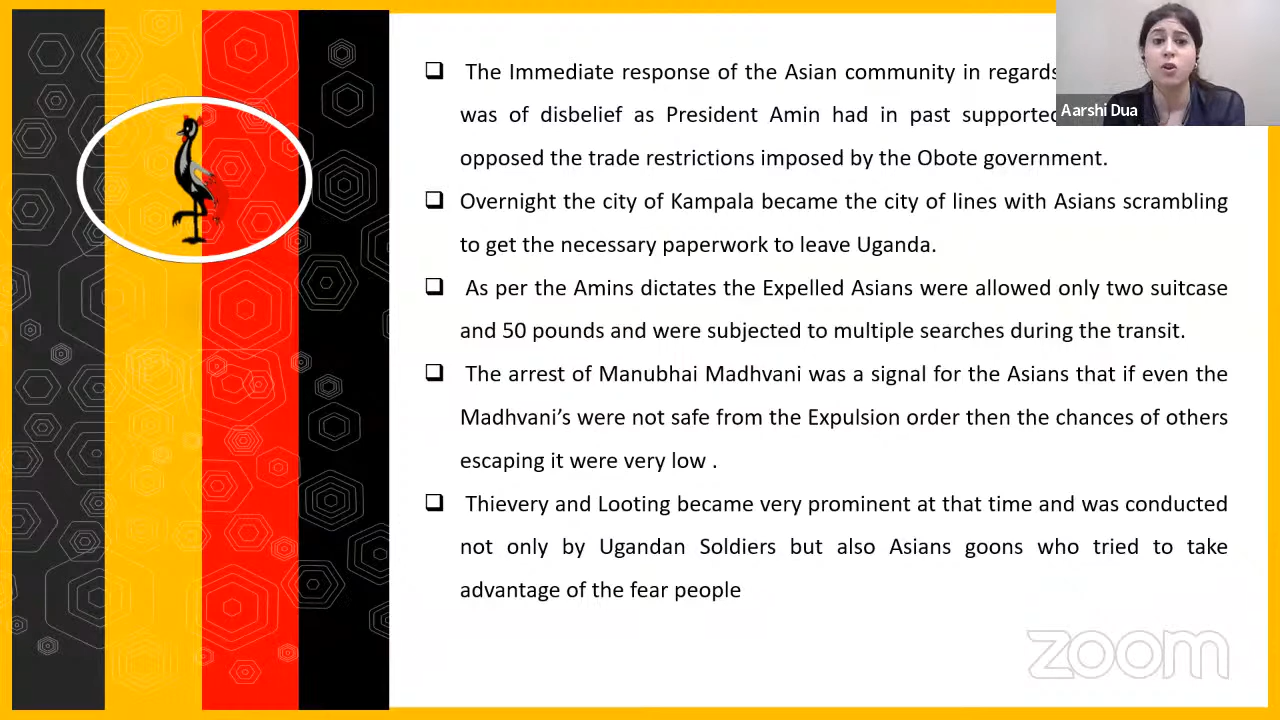 The Immediate response of the Asian community in regards
was of disbelief as President Amin had in past supported
opposed the trade restrictions imposed by the Obote government.
Overnight the city of Kampala became the city of lines with Asians scrambling
to get the necessary paperwork to leave Uganda.
As per the Amins dictates the Expelled Asians were allowed only two suitcase
and 50 pounds and were subjected to multiple searches during the transit.
The arrest of Manubhai Madhvani was a signal for the Asians that if even the
Madhvani’s were not safe from the Expulsion order then the chances of others
escaping it were very low .
Thievery and Looting became very prominent at that time and was conducted
not only by Ugandan Soldiers but also Asians goons who tried to take
advantage of the fear people
Aarshi Dua
zoom